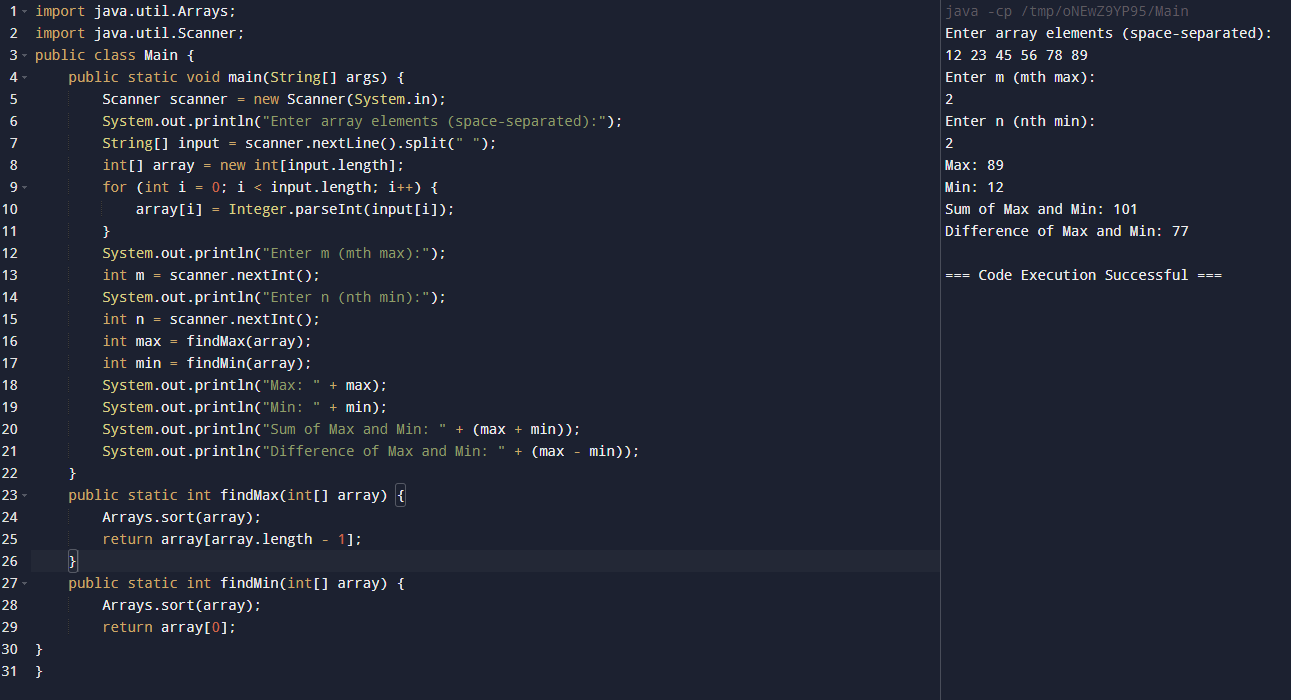 1 import java.util.Arrays;
2 import java.util.Scanner;
3 public class Main {
4     public static void main(String[] args) {
5         Scanner scanner = new Scanner(System.in);
6         System.out.println("Enter array elements (space-separated):");
7         String[] input = scanner.nextLine().split(" ");
8         int[] array = new int[input.length];
9         for (int i = 0; i < input.length; i++) {
10             array[i] = Integer.parseInt(input[i]);
11         }
12         System.out.println("Enter m (mth max):");
13         int m = scanner.nextInt();
14         System.out.println("Enter n (nth min):");
15         int n = scanner.nextInt();
16         int max = findMax(array);
17         int min = findMin(array);
18         System.out.println("Max: " + max);
19         System.out.println("Min: " + min);
20         System.out.println("Sum of Max and Min: " + (max + min));
21         System.out.println("Difference of Max and Min: " + (max - min));
22     }
23     public static int findMax(int[] array) {
24         Arrays.sort(array);
25         return array[array.length - 1];
26     }
27     public static int findMin(int[] array) {
28         Arrays.sort(array);
29         return array[0];
30 }
31 }
java -cp /tmp/oNEwZ9YP95/Main
Enter array elements (space-separated):
12 23 45 56 78 89
Enter m (mth max):
2
Enter n (nth min):
2
Max: 89
Min: 12
Sum of Max and Min: 101
Difference of Max and Min: 77
=== Code Execution Successful ===